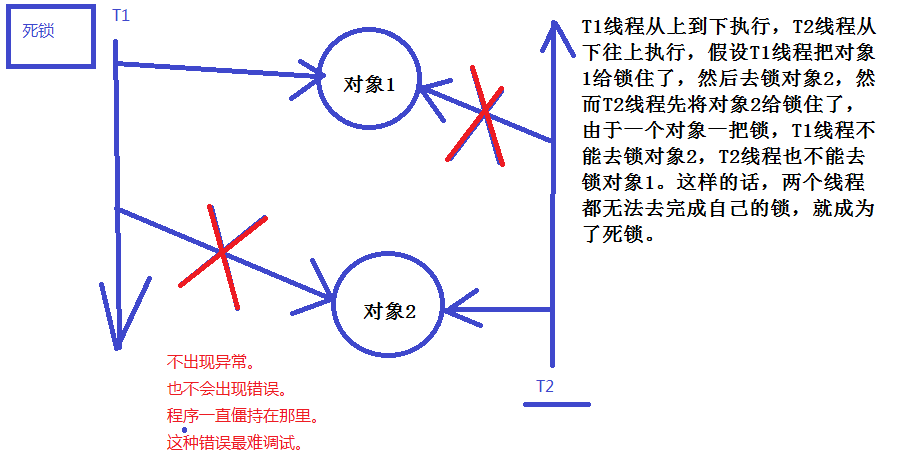 死锁
T1
对象1
T1线程从上到下执行，T2线程从
下往上执行，假设T1线程把对象
1给锁住了，然后去锁对象2，然
而T2线程先将对象2给锁住了，
由于一个对象一把锁，T1线程不
能去锁对象2，T2线程也不能去
锁对象1。这样的话，两个线程
都无法去完成自己的锁，就成为
了死锁。
对象2
不出现异常。
也不会出现错误。
程序一直僵持在那里。
这种错误最难调试。
T2